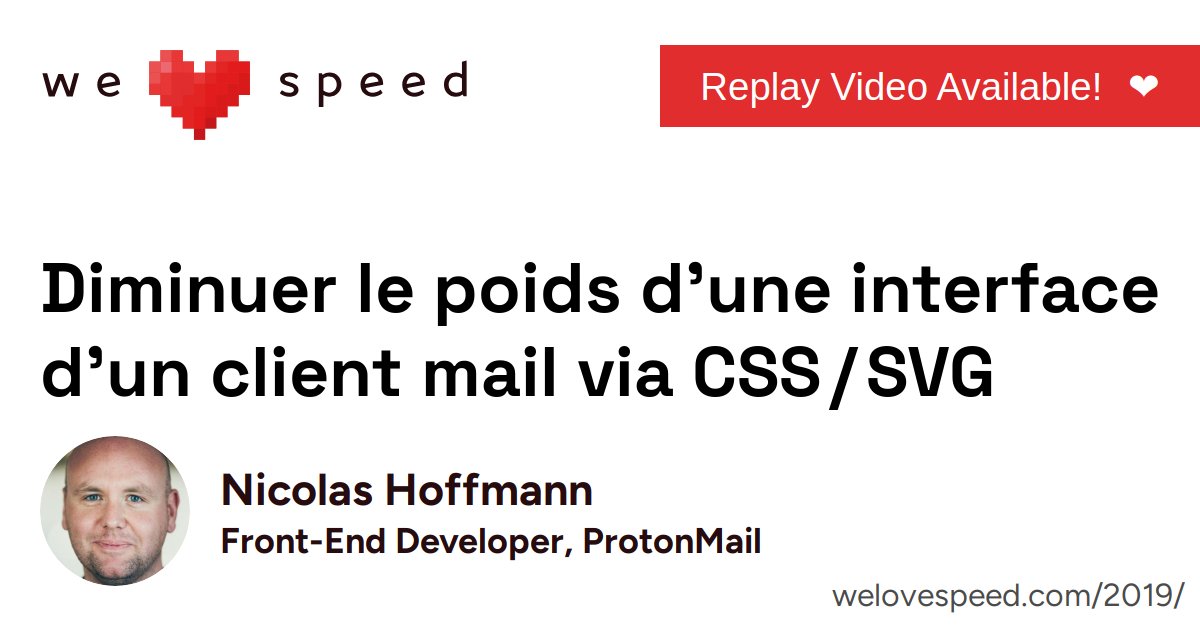 we ❤ speed
Replay Video Available! ❤
Diminuer le poids d’une interface
d’un client mail via CSS/SVG
Nicolas Hoffmann
Front-End Developer, ProtonMail
welovespeed.com/2019/